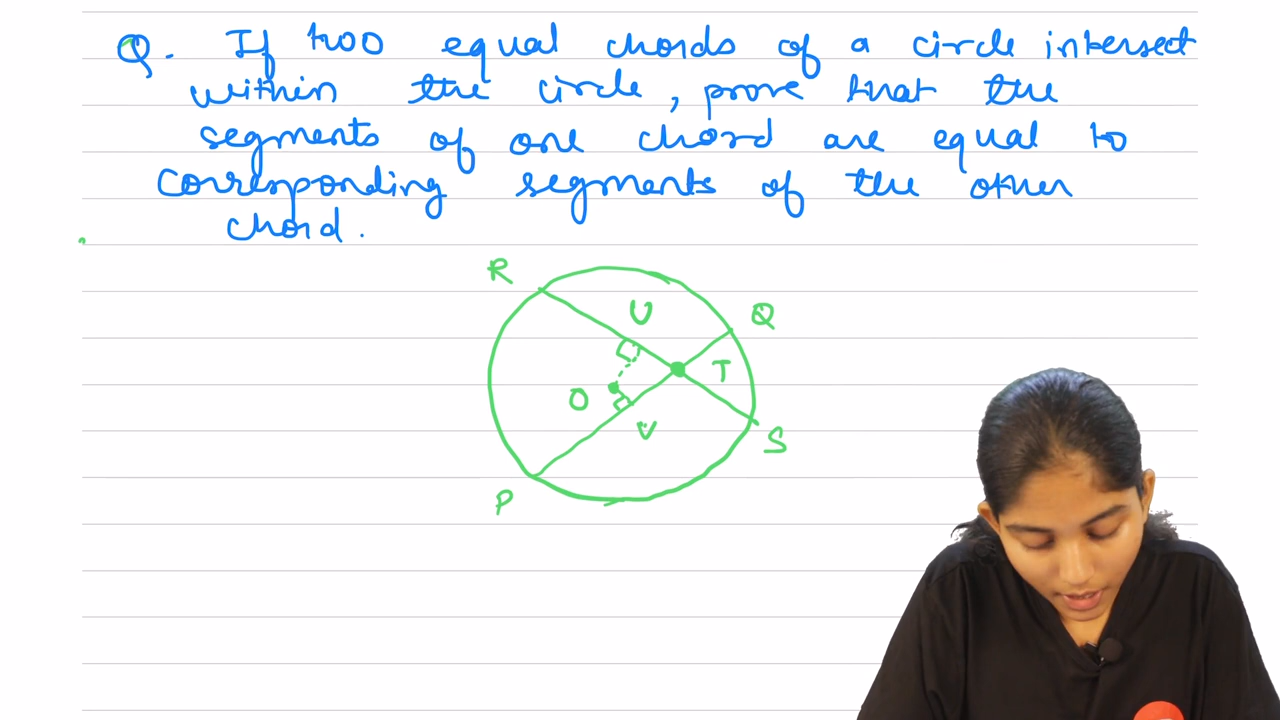 Q. If two equal chords of a circle intersect
within the circle, prove that the
segments of one chord are equal to
corresponding segments of the other
chord.
R
U
Q
T
O
V
S
P